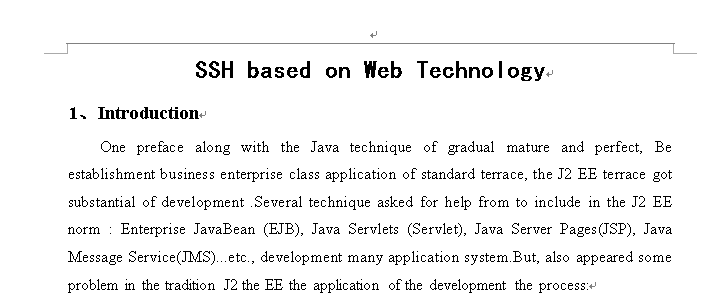 SSH based on Web Technology
1、Introduction
One preface along with the Java technique of gradual mature and perfect, Be
establishment business enterprise class application of standard terrace, the J2 EE terrace got
substantial of development .Several technique asked for help from to include in the J2 EE
norm : Enterprise JavaBean (EJB), Java Servlets (Servlet), Java Server Pages(JSP), Java
Message Service(JMS)...etc., development many application system.But, also appeared some
problem in the tradition J2 the EE the application of the development the process: